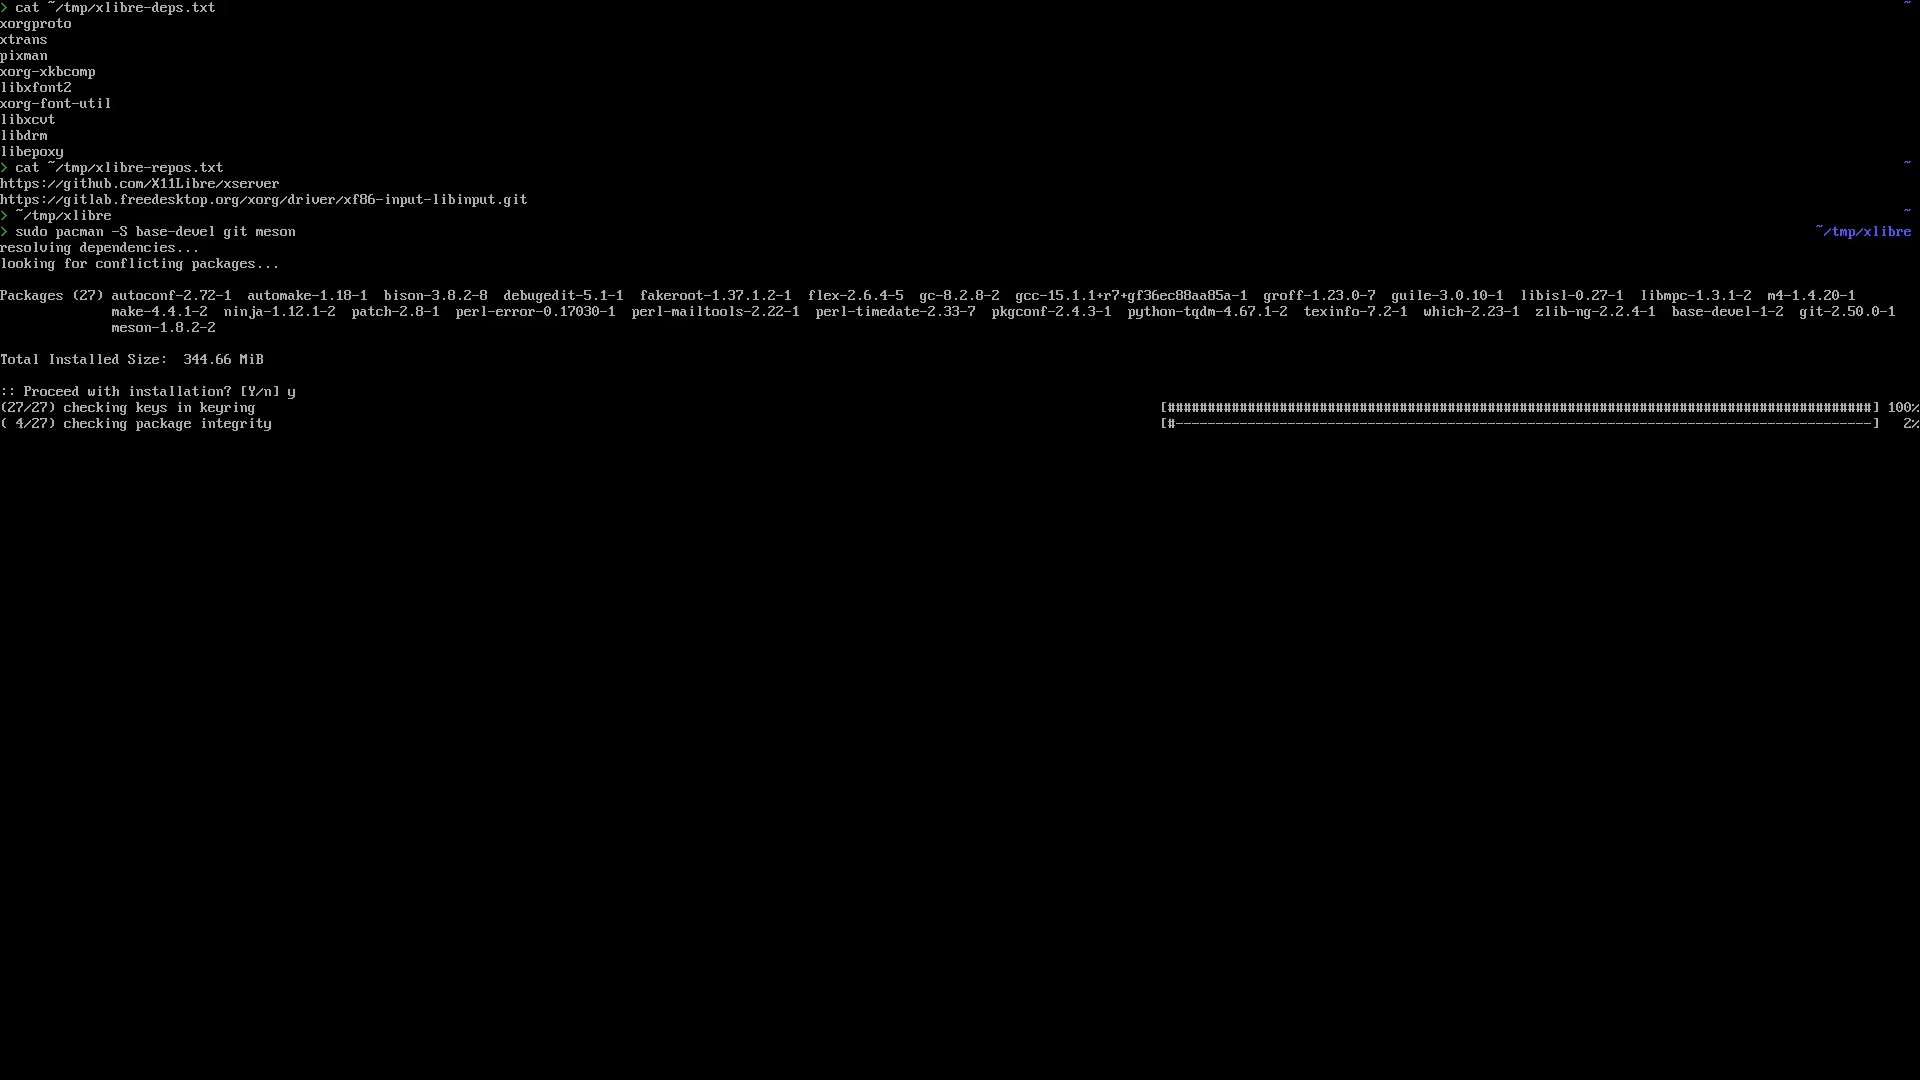 > cat ~/tmp/xlibre-deps.txt ~
xorgproto
xtrans
pixman
xorg-xkbcomp
libxfont2
xorg-font-util
libxcvt
libdrm
libepoxy
> cat ~/tmp/xlibre-repos.txt ~
https://github.com/X11Libre/xserver
https://gitlab.freedesktop.org/xorg/driver/xf86-input-libinput.git
> ~/tmp/xlibre ~
> sudo pacman -S base-devel git meson ~/tmp/xlibre
resolving dependencies...
looking for conflicting packages...
Packages (27) autoconf-2.72-1 automake-1.18-1 bison-3.8.2-8 debugedit-5.1-1 fakeroot-1.37.1.2-1 flex-2.6.4-5 gc-8.2.8-2 gcc-15.1.1+r7+gf36ec88aa85a-1 groff-1.23.0-7 guile-3.0.10-1 libisl-0.27-1 libmpc-1.3.1-2 m4-1.4.20-1
make-4.4.1-2 ninja-1.12.1-2 patch-2.8-1 perl-error-0.17030-1 perl-mailtools-2.22-1 perl-timedate-2.33-7 pkgconf-2.4.3-1 python-tqdm-4.67.1-2 texinfo-7.2-1 which-2.23-1 zlib-ng-2.2.4-1 base-devel-1-2 git-2.50.0-1
meson-1.8.2-2
Total Installed Size: 344.66 MiB
:: Proceed with installation? [Y/n] y
(27/27) checking keys in keyring [########################################################################################] 100%
( 4/27) checking package integrity [#---------------------------------------------------------------------------------------] 2%